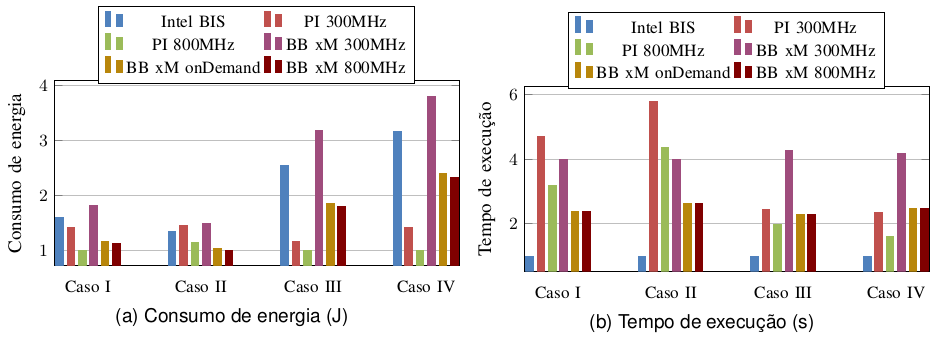 Intel BIS PI 300MHz
PI 800MHz BB xM 300MHz
BB xM onDemand BB xM 800MHz
4
3
2
1
Consumo de energia
Caso I Caso II Caso III Caso IV
(a) Consumo de energia (J)
Intel BIS PI 300MHz
PI 800MHz BB xM 300MHz
BB xM onDemand BB xM 800MHz
6
4
2
Tempo de execução
Caso I Caso II Caso III Caso IV
(b) Tempo de execução (s)